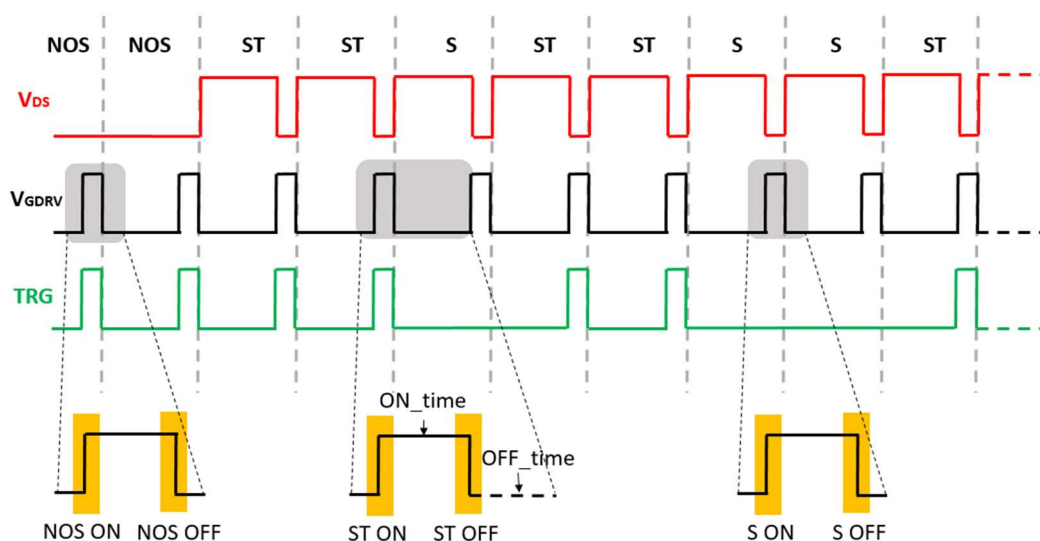 NOS NOS ST ST S ST ST S S ST
VDS
VGDRV
TRG
ON_time
OFF_time
NOS ON NOS OFF ST ON ST OFF S ON S OFF